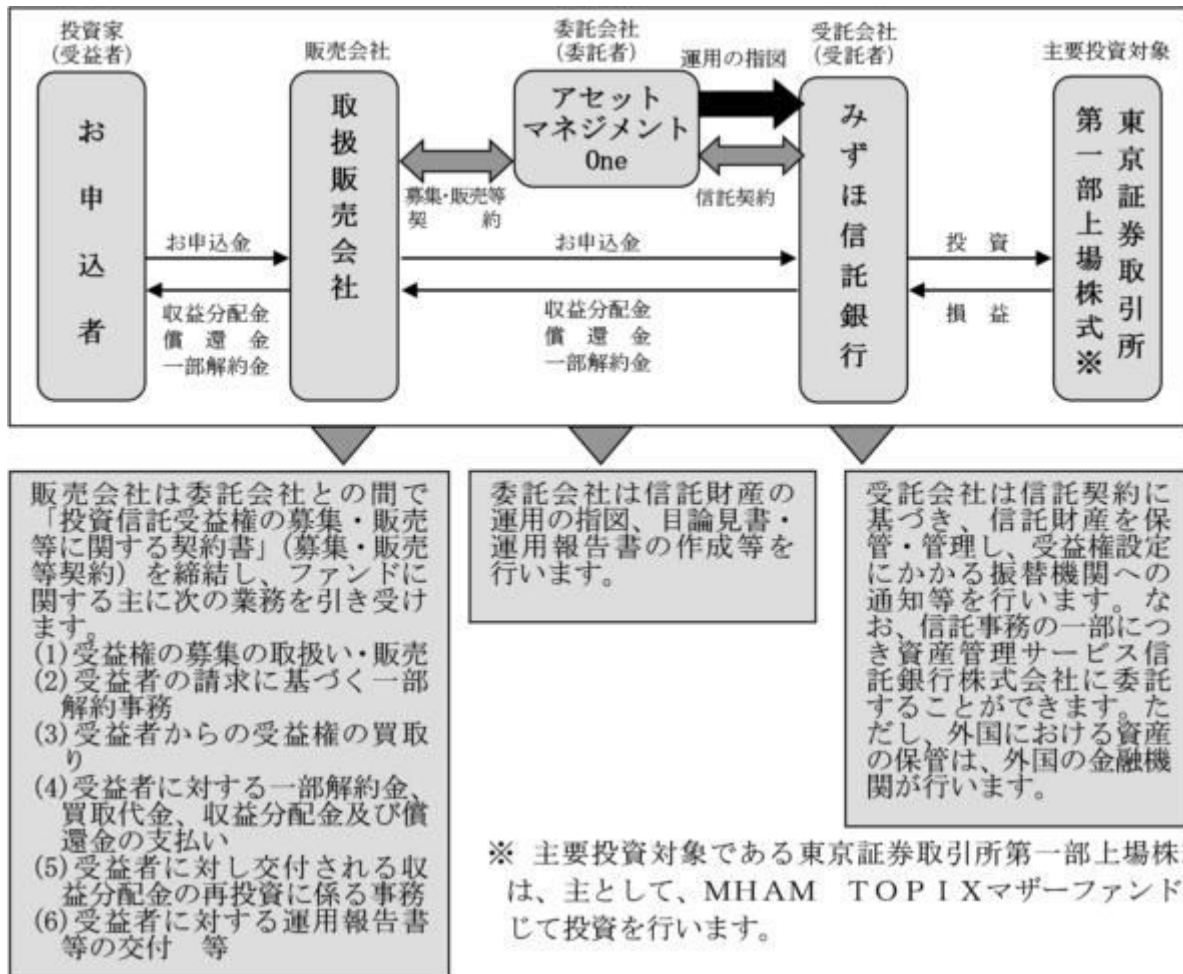 投資家
(受益者)
お申込者
販売会社
取扱販売会社
委託会社
(委託者)
アセット
マネジメント
One
運用の指図
受託会社
(受託者)
みずほ信託銀行
主要投資対象
東京証券取引所
第一部上場株式※
募集・販売等
契約
信託契約
お申込金
収益分配金
償還金
一部解約金
お申込金
収益分配金
償還金
一部解約金
投資
損益
販売会社は委託会社との間で
「投資信託受益権の募集・販売
等に関する契約書」(募集・販売
等契約)を締結し、ファンドに
関する主に次の業務を引き受け
ます。
(1)受益権の募集の取扱い・販売
(2)受益者の請求に基づく一部
解約事務
(3)受益者からの受益権の買取
り
(4)受益者に対する一部解約金、
買取代金、収益分配金及び償
還金の支払い
(5)受益者に対し交付される収
益分配金の再投資に係る事務
(6)受益者に対する運用報告書
等の交付 等
委託会社は信託財産の
運用の指図、目論見書・
運用報告書の作成等を
行います。
受託会社は信託契約に
基づき、信託財産を保
管・管理し、受益権設定
にかかる振替機関への
通知等を行います。な
お、信託事務の一部につ
き資産管理サービス信
託銀行株式会社に委託
することができます。た
だし、外国における資産
の保管は、外国の金融機
関が行います。
※ 主要投資対象である東京証券取引所第一部上場株
は、主として、MHAM TOPIXマザーファンド
じて投資を行います。